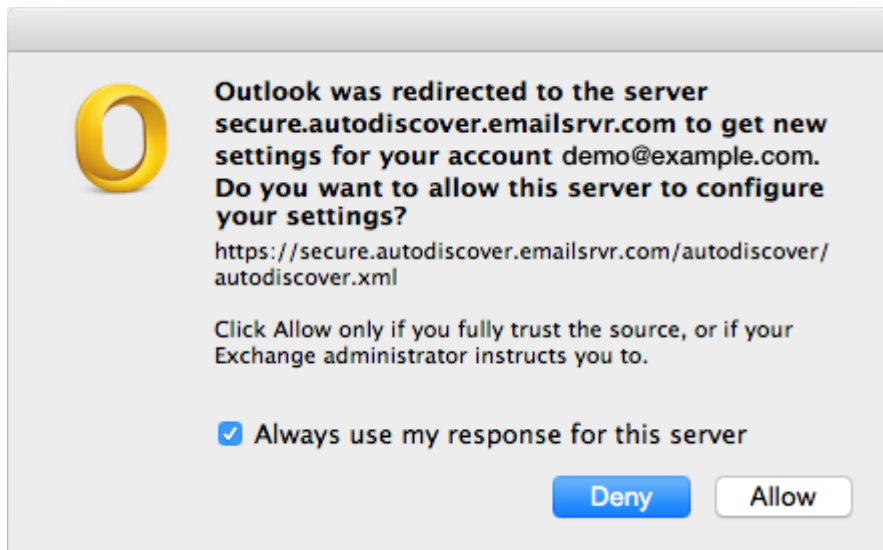 Outlook was redirected to the server
secure.autodiscover.emailsrvr.com to get new
settings for your account demo@example.com.
Do you want to allow this server to configure
your settings?
https://secure.autodiscover.emailsrvr.com/autodiscover/
autodiscover.xml
Click Allow only if you fully trust the source, or if your
Exchange administrator instructs you to.
Always use my response for this server
Deny Allow